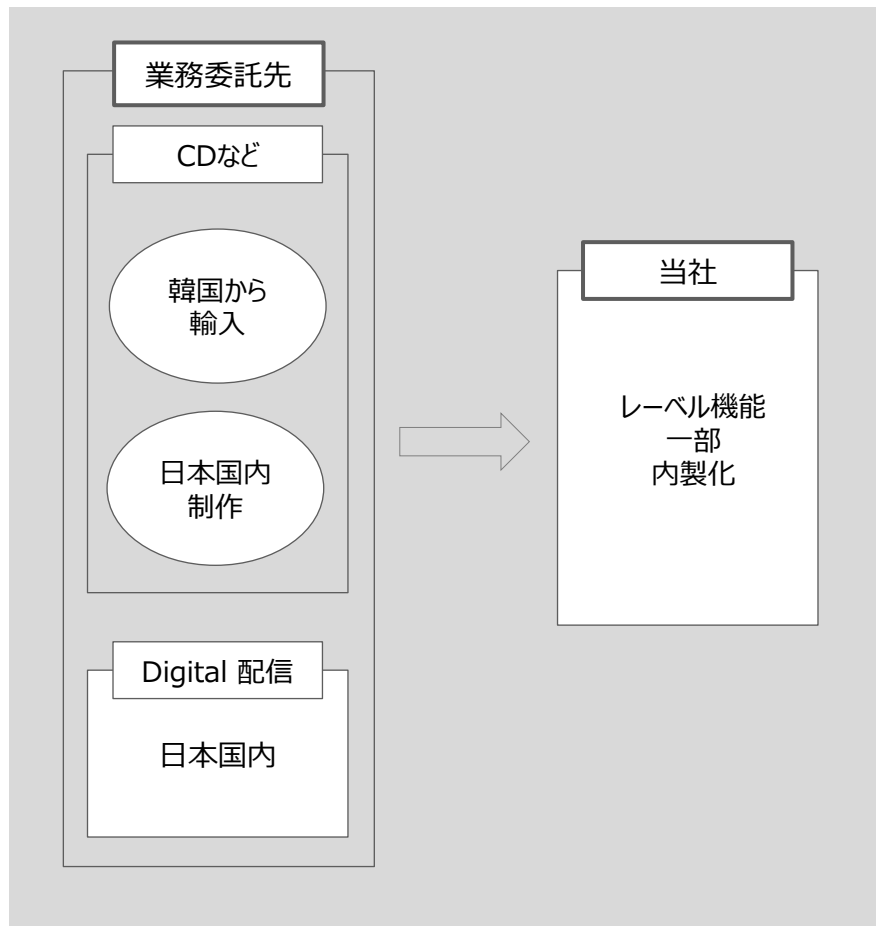 業務委託先
CDなど
韓国から
輸入
日本国内
制作
Digital 配信
日本国内
当社
レーベル機能
一部
内製化